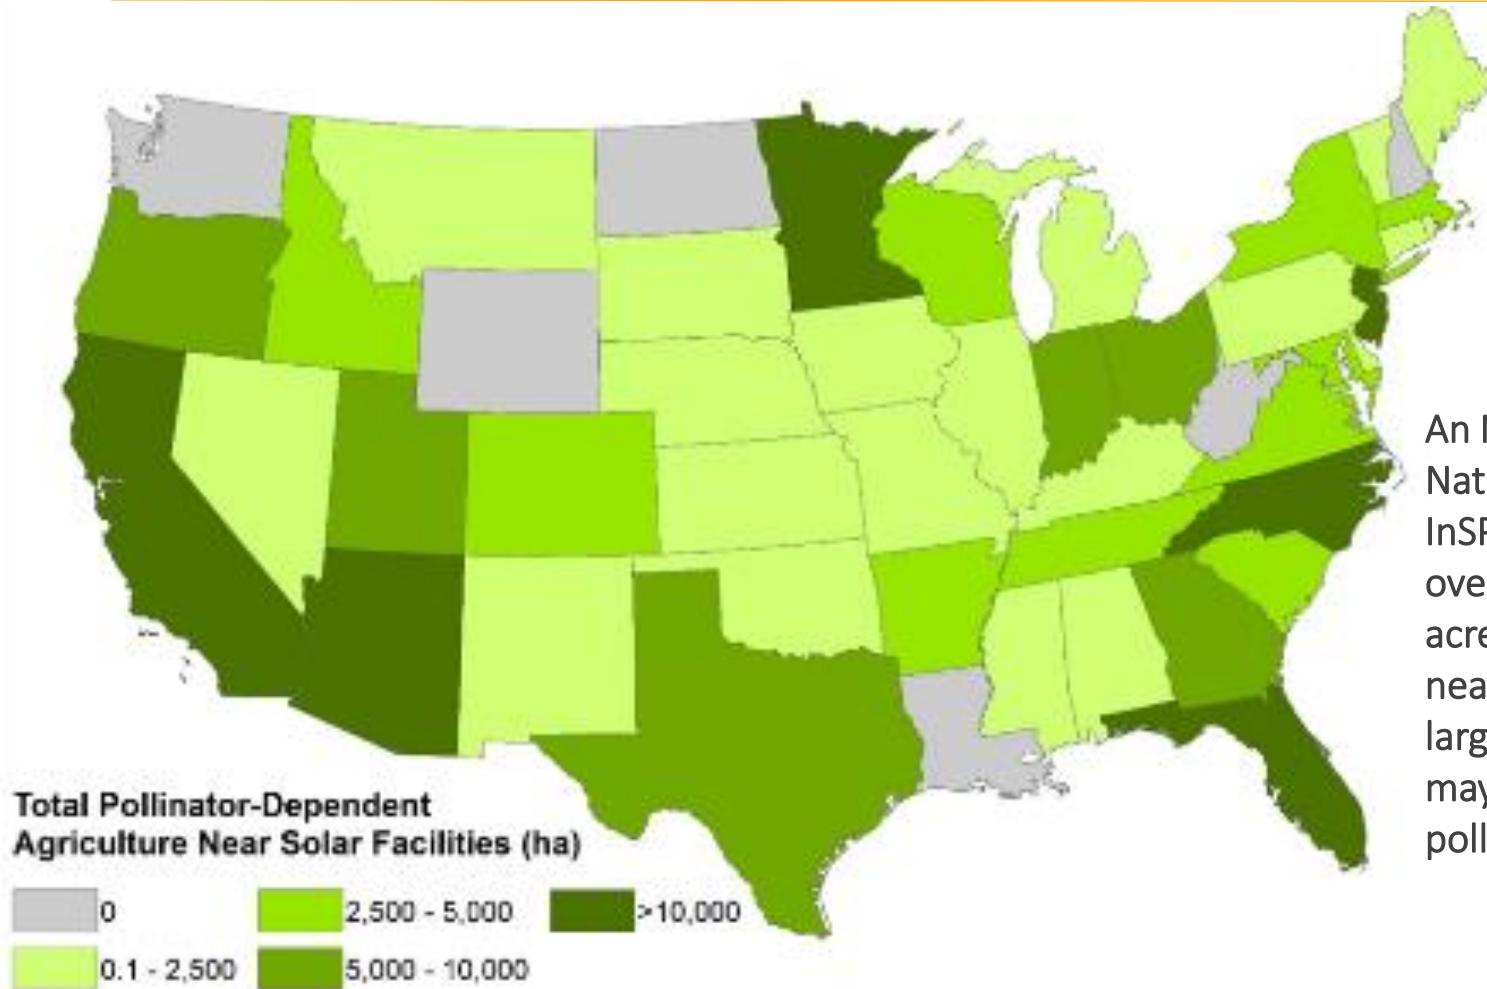 An
Nat
InSP
ove
acre
nea
larg
may
poll
Total Pollinator-Dependent
Agriculture Near Solar Facilities (ha)
0
2,500 - 5,000
>10,000
0.1 - 2,500
5,000 - 10,000